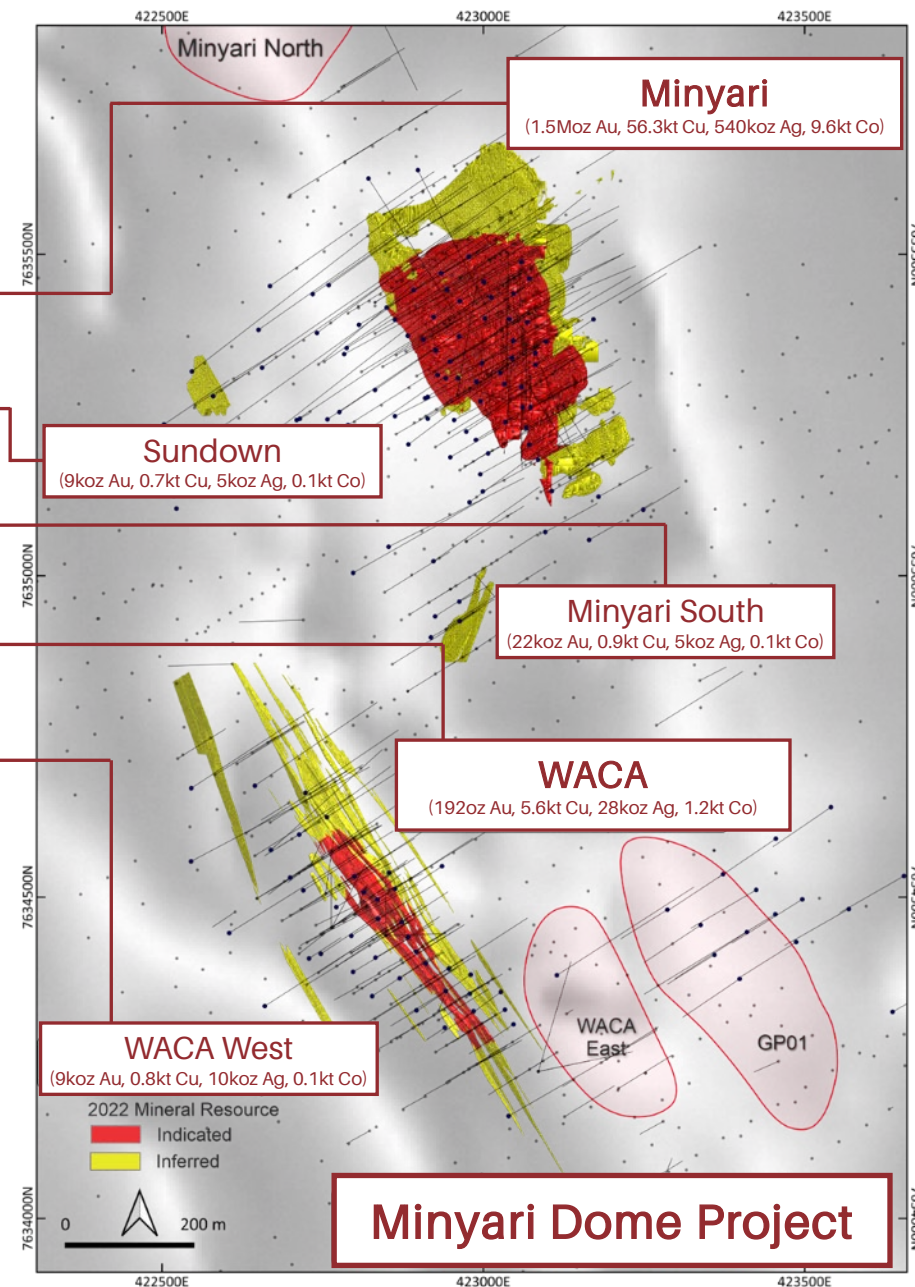 422500E
423000E
423500E
Minyari North
Minyari
(1.5Moz Au, 56.3kt Cu, 540koz Ag, 9.6kt Co)
7635500N
Sundown
(9koz Au, 0.7kt Cu, 5koz Ag, 0.1kt Co)
7635000N
Minyari South
(22koz Au, 0.9kt Cu, 5koz Ag, 0.1kt Co)
WACA
(192oz Au, 5.6kt Cu, 28koz Ag, 1.2kt Co)
7634500N
WACA
East
GP01
WACA West
(9koz Au, 0.8kt Cu, 10koz Ag, 0.1kt Co)
2022 Mineral Resource
Indicated
Inferred
7634000N
0
200 m
Minyari Dome Project
422500E
423000E
423500E